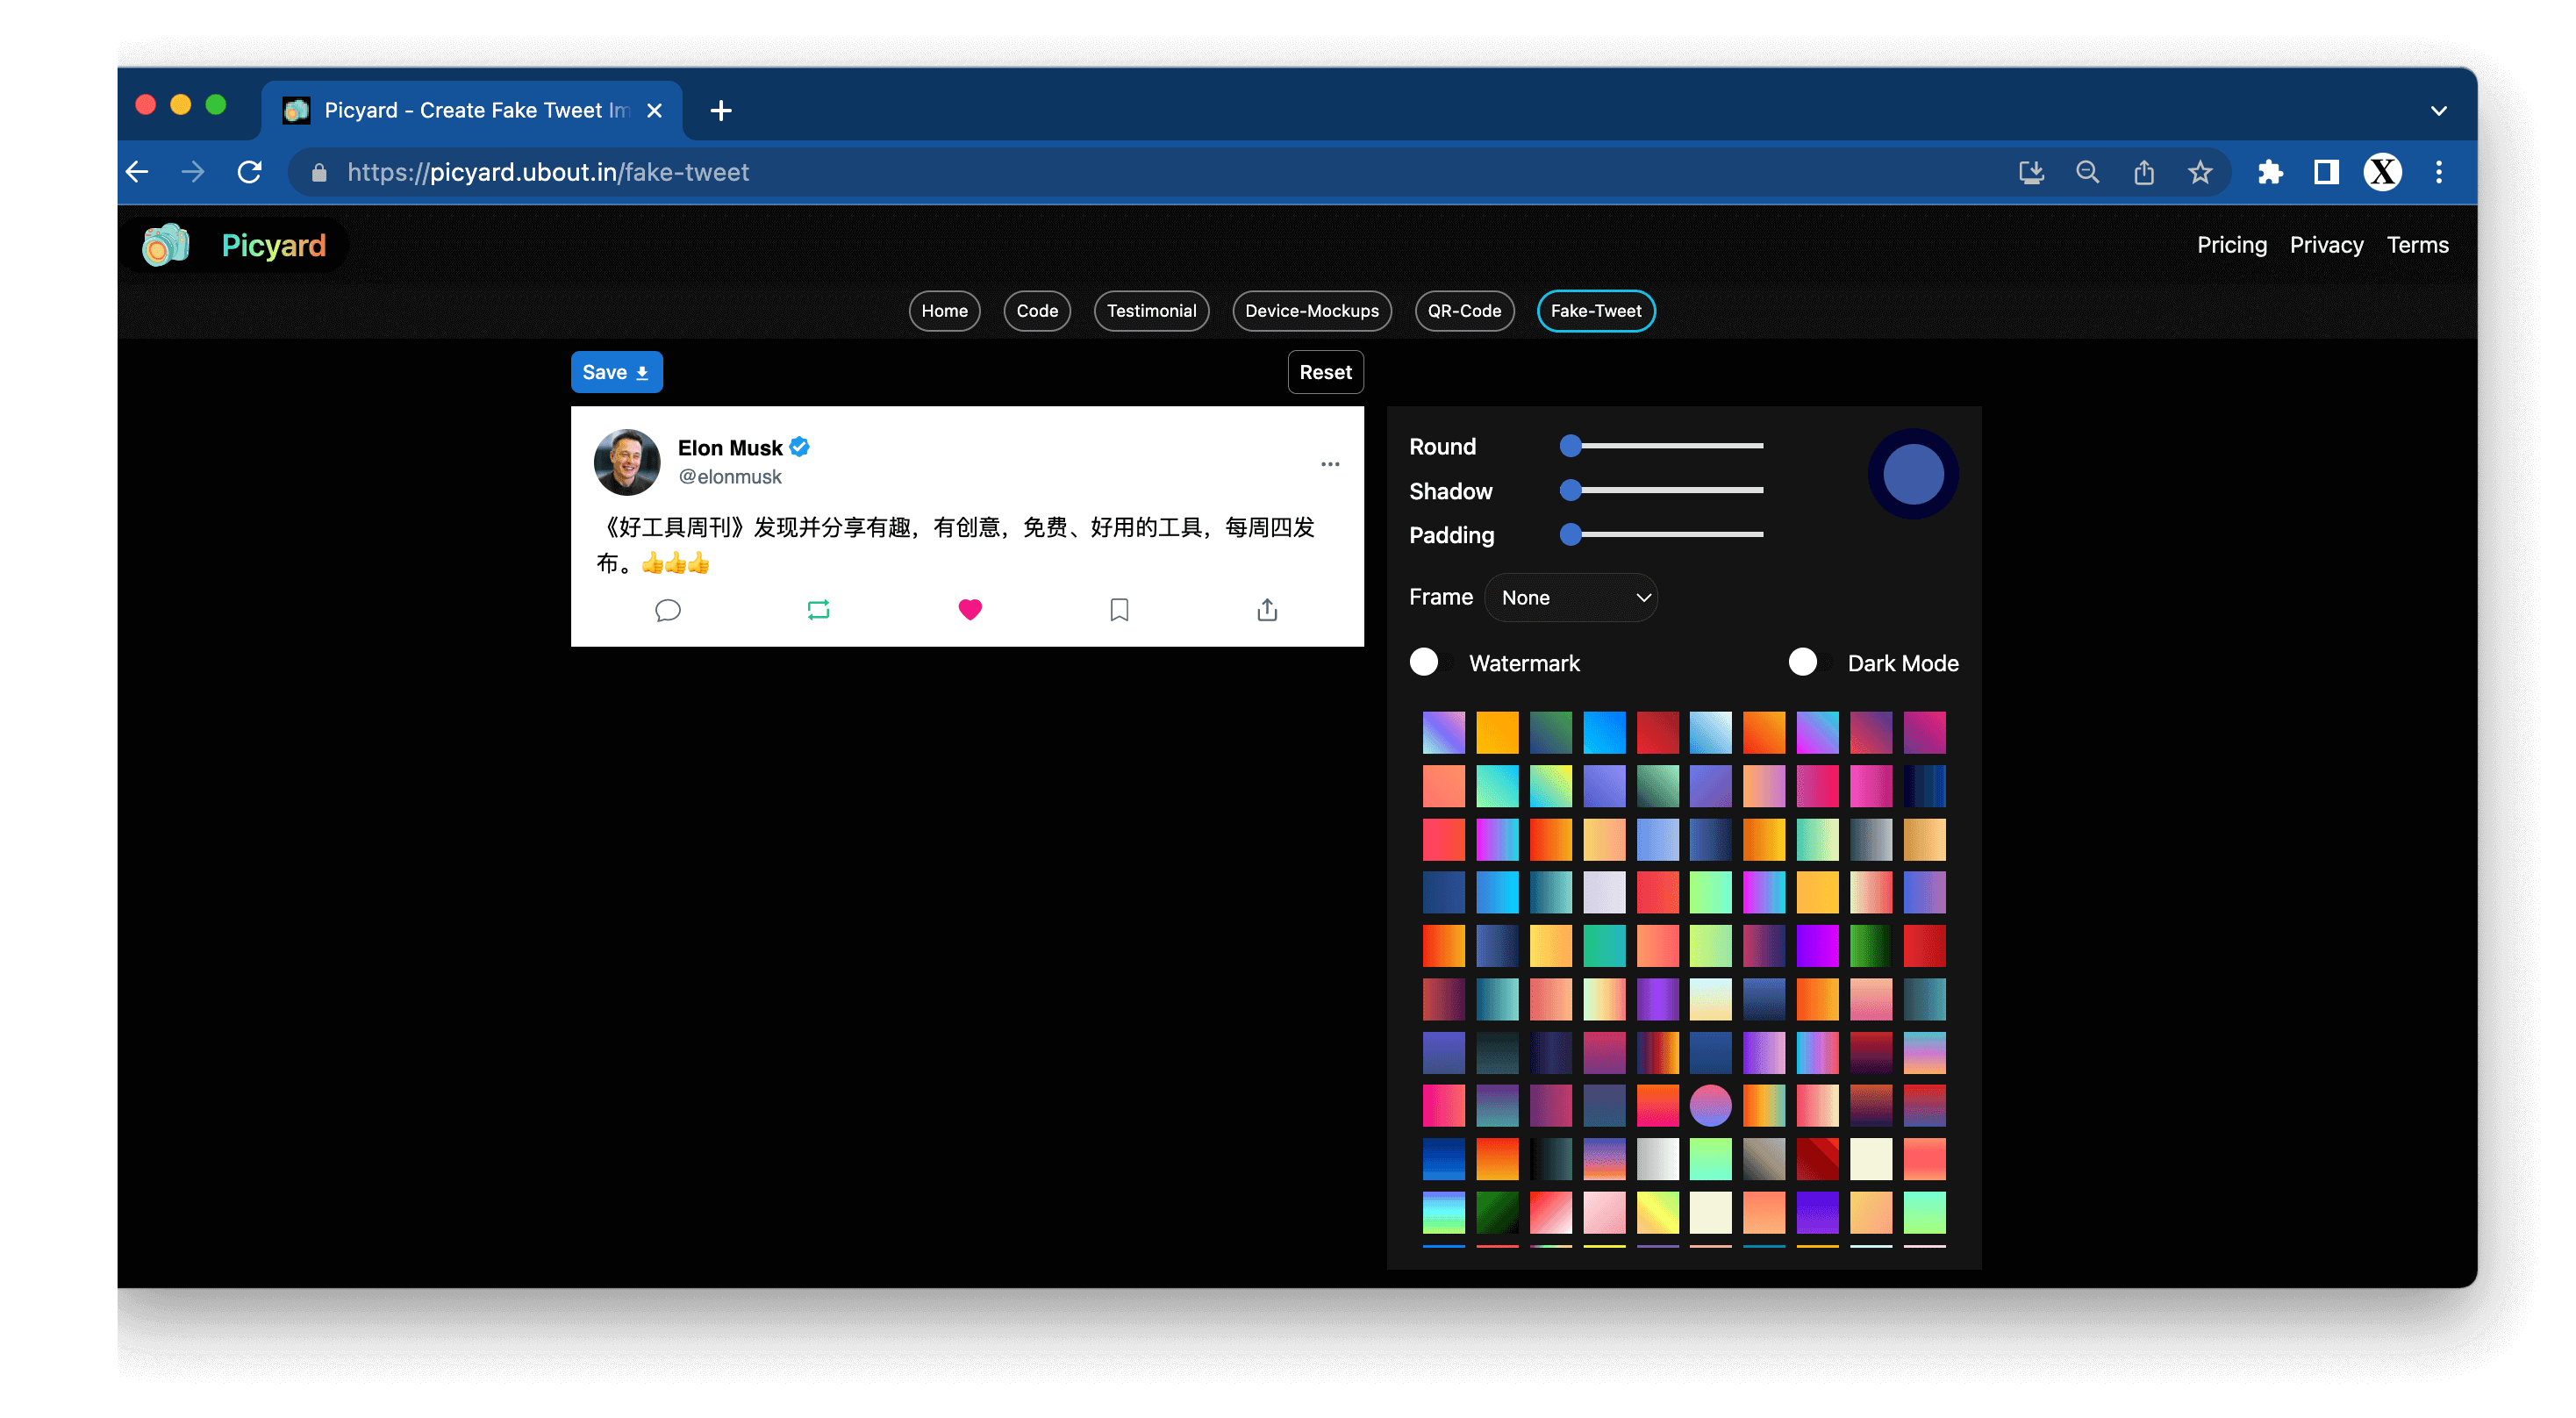 Picyard - Create Fake Tweet Im
https://picyard.ubout.in/fake-tweet
X
Picyard
Pricing Privacy Terms
Home Code Testimonial Device-Mockups QR-Code Fake-Tweet
Save Reset
Elon Musk
@elonmusk
《好工具周刊》发现并分享有趣，有创意，免费、好用的工具，每周四发
布。👍👍👍
Round
Shadow
Padding
Frame None
Watermark Dark Mode